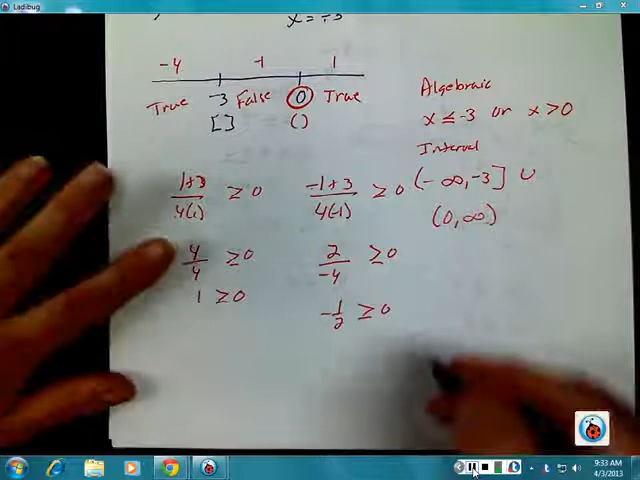 Ladibug
x = -3
-4 -1 1
True -3 False 0 True
[ ] ( )
Algebraic
x ≤ -3 or x > 0
Interval
(-∞, -3] ∪
(0, ∞)
1+3 / 4(1) ≥ 0
-1+3 / 4(-1) ≥ 0
4/4 ≥ 0
2/-4 ≥ 0
1 ≥ 0
-1/2 ≥ 0
9:33 AM
4/3/2013